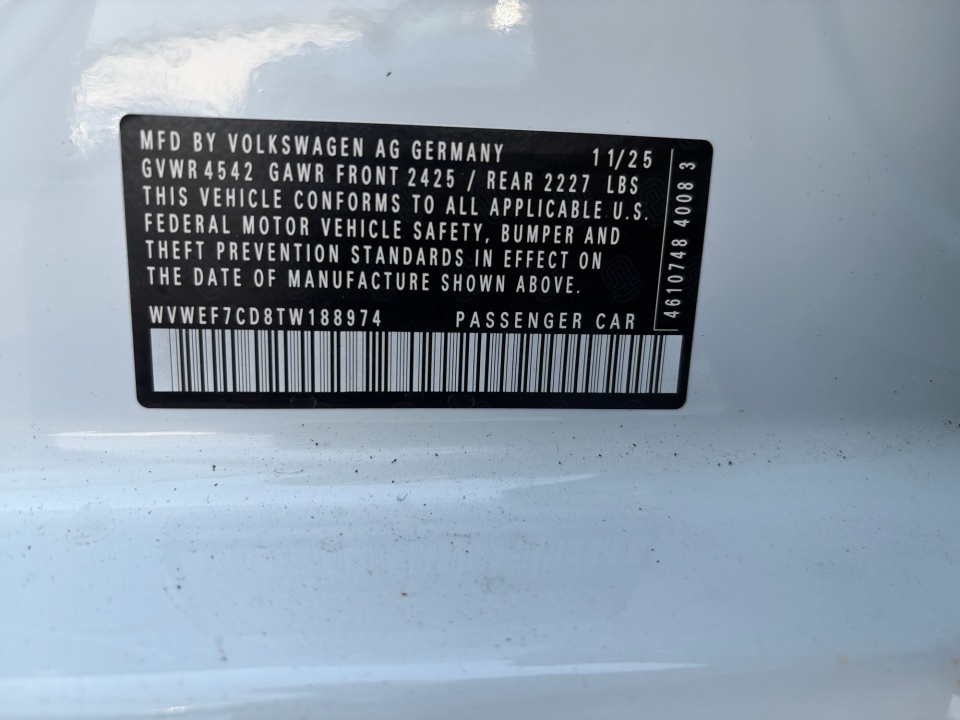 MFD BY VOLKSWAGEN AG GERMANY 11/25
GVWR 4542 GAWR FRONT 2425 / REAR 2227 LBS
THIS VEHICLE CONFORMS TO ALL APPLICABLE U.S.
FEDERAL MOTOR VEHICLE SAFETY, BUMPER AND
THEFT PREVENTION STANDARDS IN EFFECT ON
THE DATE OF MANUFACTURE SHOWN ABOVE.
WVWEF7CD8TW188974 PASSENGER CAR
4610748 4008 3